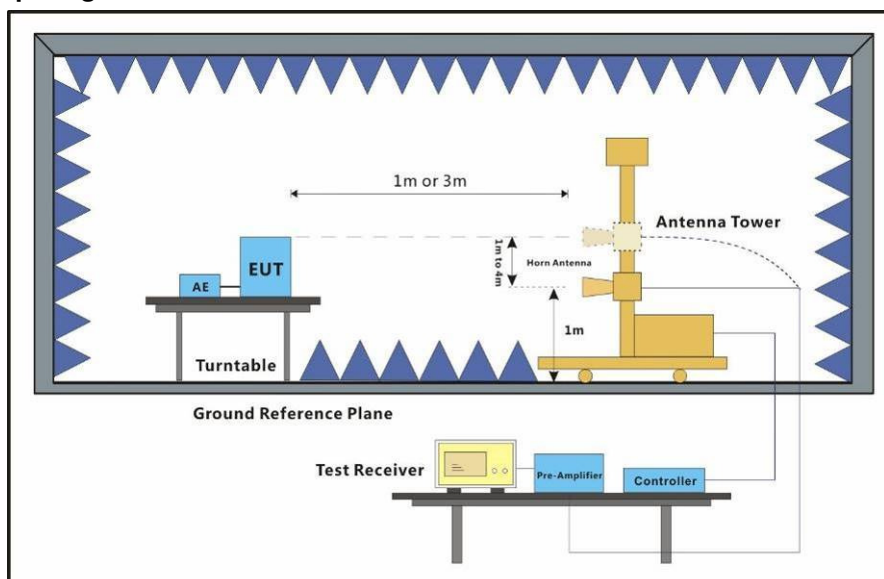 1m or 3m
Antenna Tower
EUT
AE
1m to 4m
Horn Antenna
1m
Turntable
Ground Reference Plane
Test Receiver
Pre-Amplifier
Controller